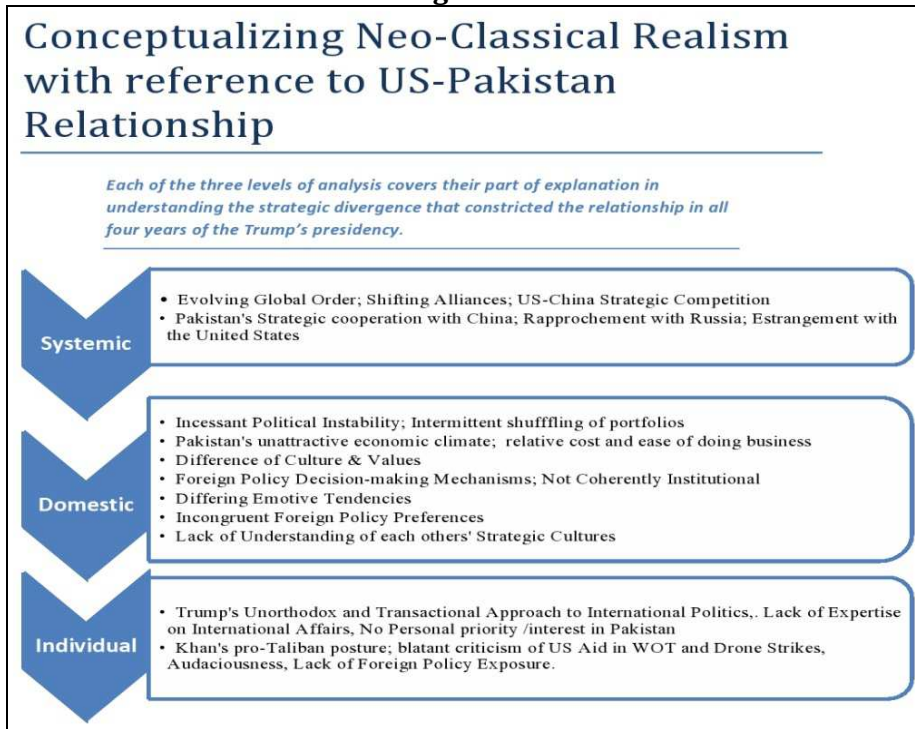 Conceptualizing Neo-Classical Realism
with reference to US-Pakistan
Relationship
Each of the three levels of analysis covers their part of explanation in
understanding the strategic divergence that constricted the relationship in all
four years of the Trump's presidency.
Systemic
• Evolving Global Order; Shifting Alliances; US-China Strategic Competition
• Pakistan's Strategic cooperation with China; Rapprochement with Russia; Estrangement with
the United States
Domestic
• Incessant Political Instability; Intermittent shufffling of portfolios
• Pakistan's unattractive economic climate; relative cost and ease of doing business
• Difference of Culture & Values
• Foreign Policy Decision-making Mechanisms; Not Coherently Institutional
• Differing Emotive Tendencies
• Incongruent Foreign Policy Preferences
• Lack of Understanding of each others' Strategic Cultures
Individual
• Trump's Unorthodox and Transactional Approach to International Politics,. Lack of Expertise
on International Affairs, No Personal priority /interest in Pakistan
• Khan's pro-Taliban posture; blatant criticism of US Aid in WOT and Drone Strikes,
Audaciousness, Lack of Foreign Policy Exposure.